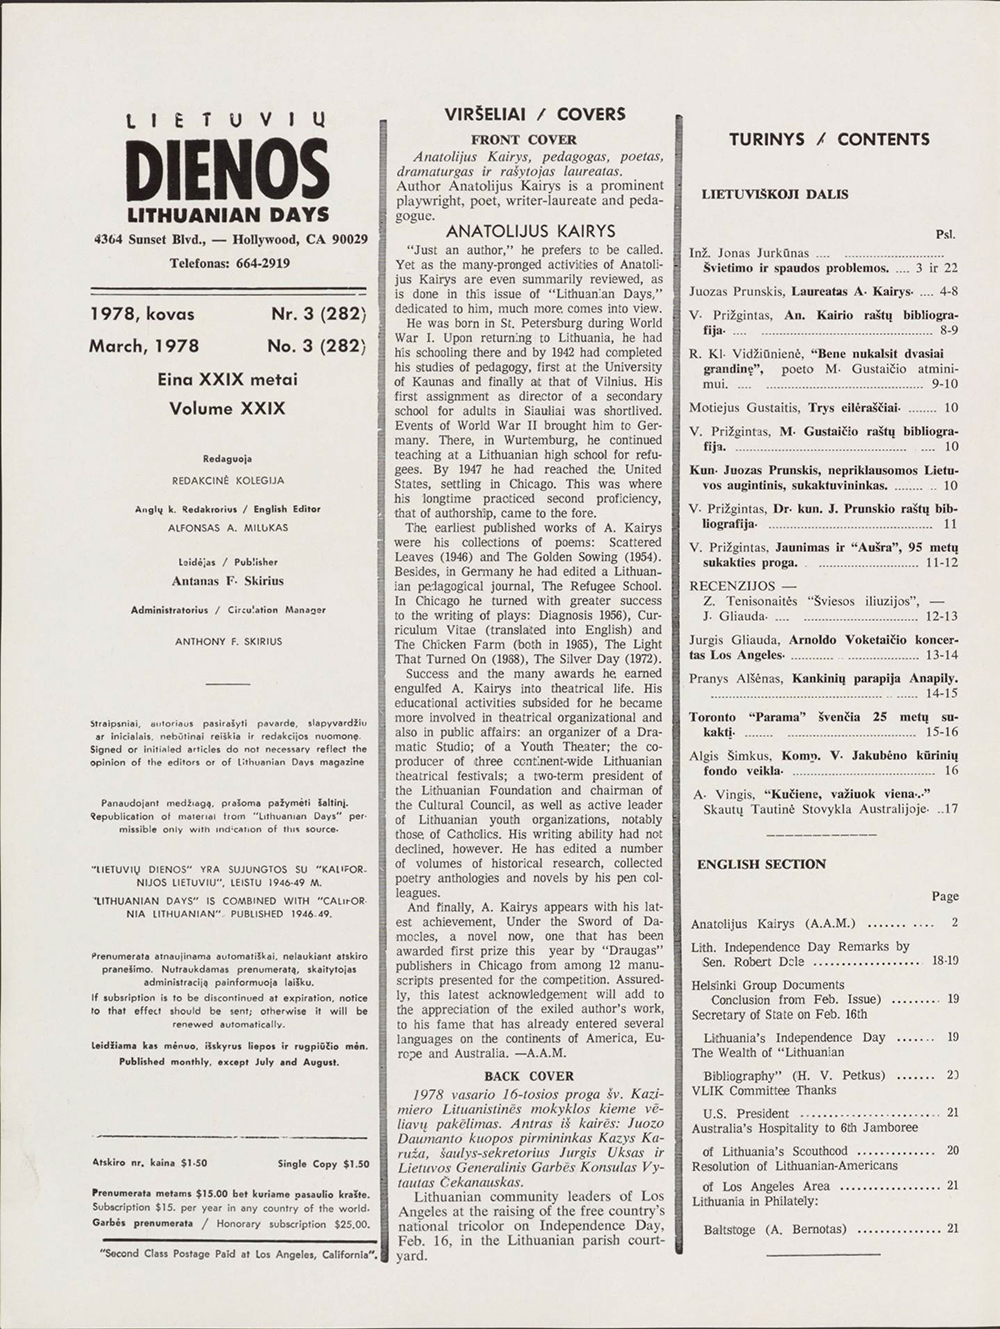 LIETUVIŲ
DIENOS
LITHUANIAN DAYS
4364 Sunset Blvd., — Hollywood, CA 90029
Telefonas: 664-2919
1978, kovas Nr. 3 (282)
March, 1978 No. 3 (282)
Eina XXIX metai
Volume XXIX
Redaguoja
REDAKCINĖ KOLEGIJA
Anglų k. Redaktorius / English Editor
ALFONSAS A. MILUKAS
Leidėjas / Publisher
Antanas F. Skirius
Administratorius / Circulation Manager
ANTHONY F. SKIRIUS
Straipsniai, autoriaus pasirašyti pavarde, slapyvardžiu
ar inicialais, nebūtinai reiškia ir redakcijos nuomonę.
Signed or initialed articles do not necessary reflect the
opinion of the editors or of Lithuanian Days magazine
Panaudojant medžiagą, prašoma pažymėti šaltinį.
Republication of material from "Lithuanian Days" per-
missible only with indication of this source.
"LIETUVIŲ DIENOS" YRA SUJUNGTOS SU "KALIFOR-
NIJOS LIETUVIU", LEISTU 1946-49 M.
"LITHUANIAN DAYS" IS COMBINED WITH "CALIFOR-
NIA LITHUANIAN". PUBLISHED 1946-49.
Prenumerata atnaujinama automatiškai, nelaukiant atskiro
pranešimo. Nutraukdamas prenumeratą, skaitytojas
administraciją painformuoja laišku.
If subsription is to be discontinued at expiration, notice
to that effect should be sent; otherwise it will be
renewed automatically.
Leidžiama kas mėnuo, išskyrus liepos ir rugpiūčio mėn.
Published monthly, except July and August.
Atskiro nr. kaina $1.50 Single Copy $1.50
Prenumerata metams $15.00 bet kuriame pasaulio krašte.
Subscription $15. per year in any country of the world.
Garbės prenumerata / Honorary subscription $25.00.
"Second Class Postage Paid at Los Angeles, California".
VIRŠELIAI / COVERS
FRONT COVER
Anatolijus Kairys, pedagogas, poetas,
dramaturgas ir rašytojas laureatas.
Author Anatolijus Kairys is a prominent
playwright, poet, writer-laureate and peda-
gogue.
ANATOLIJUS KAIRYS
"Just an author," he prefers to be called.
Yet as the many-pronged activities of Anatoli-
jus Kairys are even summarily reviewed, as
is done in this issue of "Lithuanian Days,"
dedicated to him, much more comes into view.
He was born in St. Petersburg during World
War I. Upon returning to Lithuania, he had
his schooling there and by 1942 had completed
his studies of pedagogy, first at the University
of Kaunas and finally at that of Vilnius. His
first assignment as director of a secondary
school for adults in Siauliai was shortlived.
Events of World War II brought him to Ger-
many. There, in Wurtemburg, he continued
teaching at a Lithuanian high school for refu-
gees. By 1947 he had reached the United
States, settling in Chicago. This was where
his longtime practiced second proficiency,
that of authorship, came to the fore.
The earliest published works of A. Kairys
were his collections of poems: Scattered
Leaves (1946) and The Golden Sowing (1954).
Besides, in Germany he had edited a Lithuan-
ian pedagogical journal, The Refugee School.
In Chicago he turned with greater success
to the writing of plays: Diagnosis 1956), Cur-
riculum Vitae (translated into English) and
The Chicken Farm (both in 1965), The Light
That Turned On (1968), The Silver Day (1972).
Success and the many awards he earned
engulfed A. Kairys into theatrical life. His
educational activities subsided for he became
more involved in theatrical organizational and
also in public affairs: an organizer of a Dra-
matic Studio; of a Youth Theater; the co-
producer of three continent-wide Lithuanian
theatrical festivals; a two-term president of
the Lithuanian Foundation and chairman of
the Cultural Council, as well as active leader
of Lithuanian youth organizations, notably
those of Catholics. His writing ability had not
declined, however. He has edited a number
of volumes of historical research, collected
poetry anthologies and novels by his pen col-
leagues.
And finally, A. Kairys appears with his lat-
est achievement, Under the Sword of Da-
mocles, a novel now, one that has been
awarded first prize this year by "Draugas"
publishers in Chicago from among 12 manu-
scripts presented for the competition. Assured-
ly, this latest acknowledgement will add to
the appreciation of the exiled author's work,
to his fame that has already entered several
languages on the continents of America, Eu-
rope and Australia. —A.A.M.
BACK COVER
1978 vasario 16-tosios proga šv. Kazi-
miero Lituanistinės mokyklos kieme vė-
liavų pakėlimas. Antras iš kairės: Juozo
Daumanto kuopos pirmininkas Kazys Ka-
ruža, šaulys-sekretorius Jurgis Uksas ir
Lietuvos Generalinis Garbės Konsulas Vy-
tautas Čekanauskas.
Lithuanian community leaders of Los
Angeles at the raising of the free country's
national tricolor on Independence Day,
Feb. 16, in the Lithuanian parish court-
yard.
TURINYS / CONTENTS
LIETUVIŠKOJI DALIS
Psl.
Inž. Jonas Jurkūnas .... ............................
Švietimo ir spaudos problemos. .... 3 ir 22
Juozas Prunskis, Laureatas A. Kairys. .... 4-8
V. Prižgintas, An. Kairio raštų bibliogra-
fija. .... .......................................... 8-9
R. Kl. Vidžiūnienė, "Bene nukalsit dvasiai
grandinę", poeto M. Gustaičio atmini-
mui. .... ........................................ 9-10
Motiejus Gustaitis, Trys eilėraščiai. ........ 10
V. Prižgintas, M. Gustaičio raštų bibliogra-
fija. .................................................. .... 10
Kun. Juozas Prunskis, nepriklausomos Lietu-
vos augintinis, sukaktuvininkas. ........ .. 10
V. Prižgintas, Dr. kun. J. Prunskio raštų bib-
liografija. ........................................ 11
V. Prižgintas, Jaunimas ir "Aušra", 95 metų
sukakties proga. . ......................... 11-12
RECENZIJOS —
Z. Tenisonaitės "Šviesos iliuzijos", —
J. Gliauda. .... ............................. 12-13
Jurgis Gliauda, Arnoldo Voketaičio koncer-
tas Los Angeles. ............ .................... 13-14
Pranys Alšėnas, Kankinių parapija Anapily.
.............................................. ...... 14-15
Toronto "Parama" švenčia 25 metų su-
kaktį. ........ ................................... 15-16
Algis Šimkus, Komp. V. Jakubėno kūrinių
fondo veikla. ..................................... 16
A. Vingis, "Kučiene, važiuok viena..."
Skautų Tautinė Stovykla Australijoje. ..17
ENGLISH SECTION
Page
Anatolijus Kairys (A.A.M.) ....... .... 2
Lith. Independence Day Remarks by
Sen. Robert Dole ................... 18-19
Helsinki Group Documents
Conclusion from Feb. Issue) ......... 19
Secretary of State on Feb. 16th
Lithuania's Independence Day ....... 19
The Wealth of "Lithuanian
Bibliography" (H. V. Petkus) ....... 20
VLIK Committee Thanks
U.S. President ........................ 21
Australia's Hospitality to 6th Jamboree
of Lithuania's Scouthood .............. 20
Resolution of Lithuanian-Americans
of Los Angeles Area ................. 21
Lithuania in Philately:
Baltstoge (A. Bernotas) ............... 21